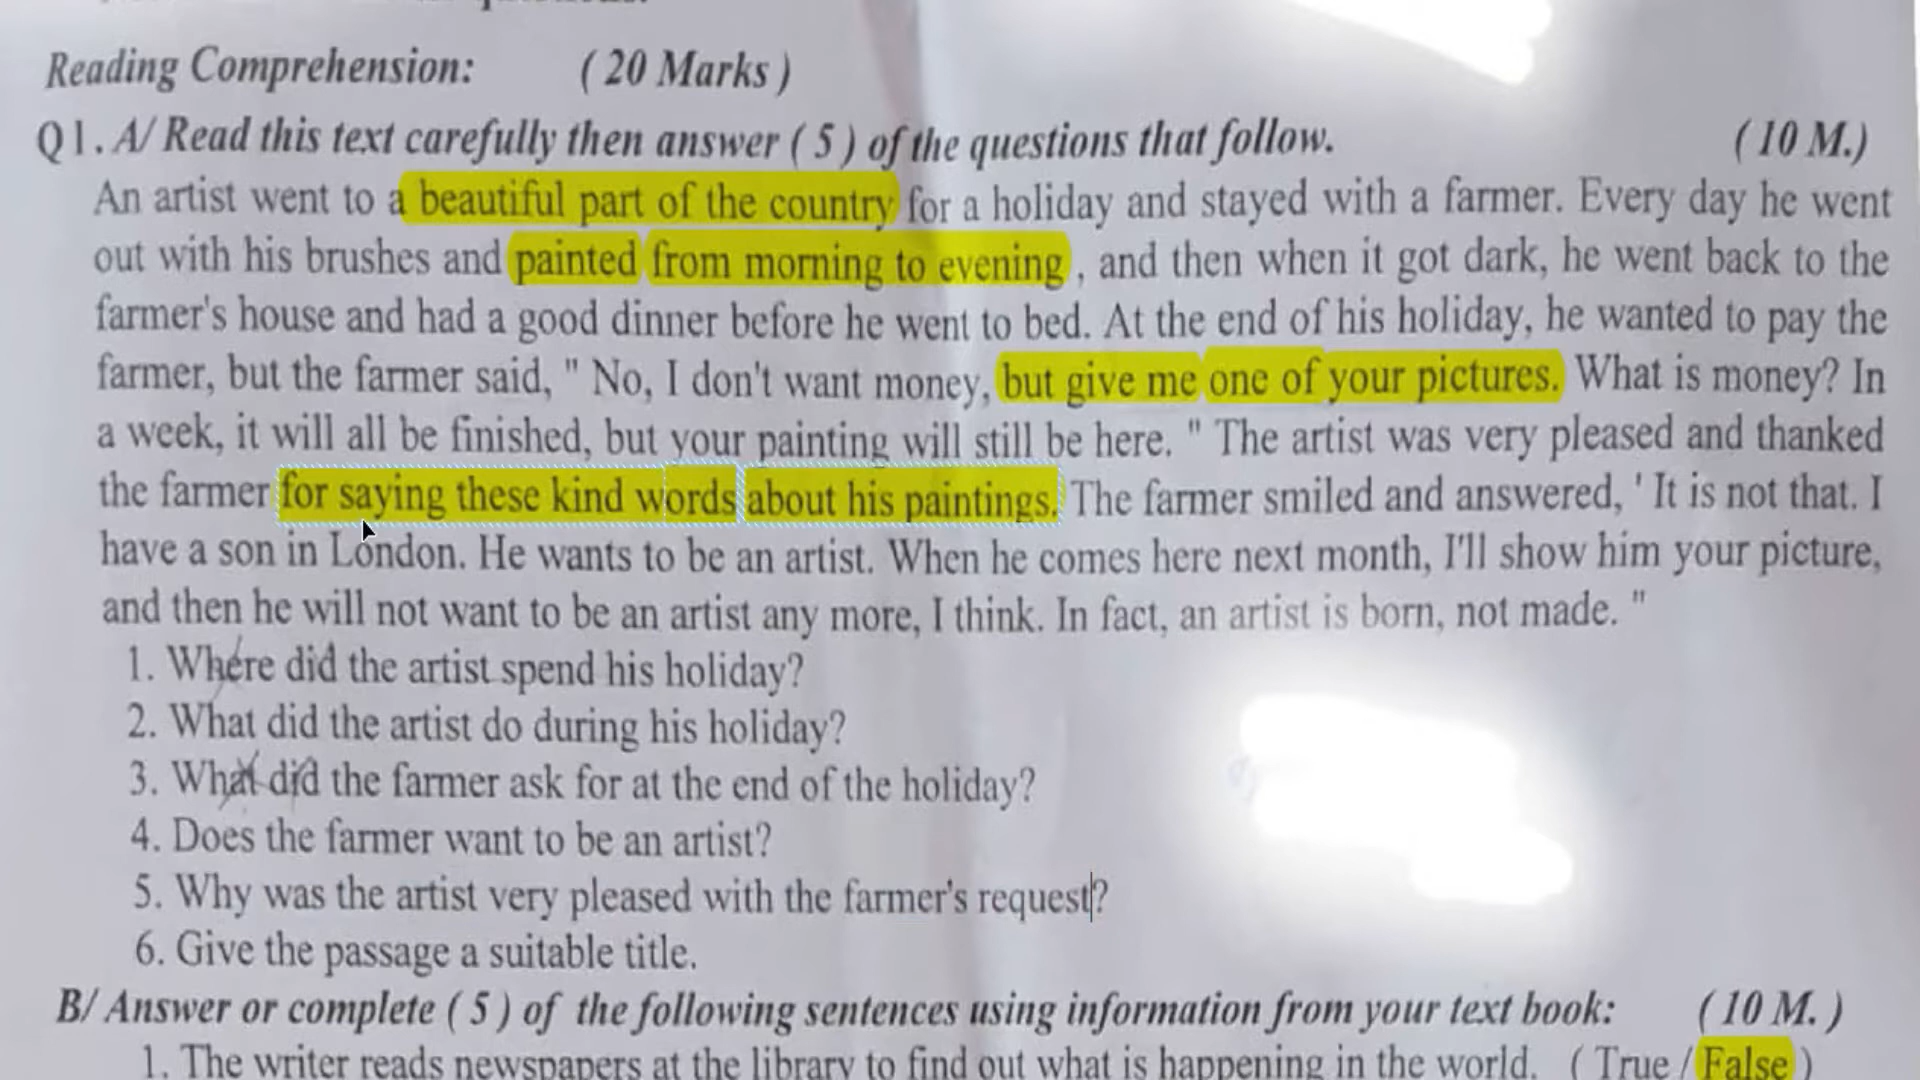 Reading Comprehension: ( 20 Marks )
Q1. A/ Read this text carefully then answer ( 5 ) of the questions that follow. ( 10 M.)
An artist went to a beautiful part of the country for a holiday and stayed with a farmer. Every day he went
out with his brushes and painted from morning to evening , and then when it got dark, he went back to the
farmer's house and had a good dinner before he went to bed. At the end of his holiday, he wanted to pay the
farmer, but the farmer said, " No, I don't want money, but give me one of your pictures. What is money? In
a week, it will all be finished, but your painting will still be here. " The artist was very pleased and thanked
the farmer for saying these kind words about his paintings. The farmer smiled and answered, ' It is not that. I
have a son in London. He wants to be an artist. When he comes here next month, I'll show him your picture,
and then he will not want to be an artist any more, I think. In fact, an artist is born, not made. "
1. Where did the artist spend his holiday?
2. What did the artist do during his holiday?
3. What did the farmer ask for at the end of the holiday?
4. Does the farmer want to be an artist?
5. Why was the artist very pleased with the farmer's request?
6. Give the passage a suitable title.
B/ Answer or complete ( 5 ) of the following sentences using information from your text book: ( 10 M. )
1. The writer reads newspapers at the library to find out what is happening in the world. ( True / False )